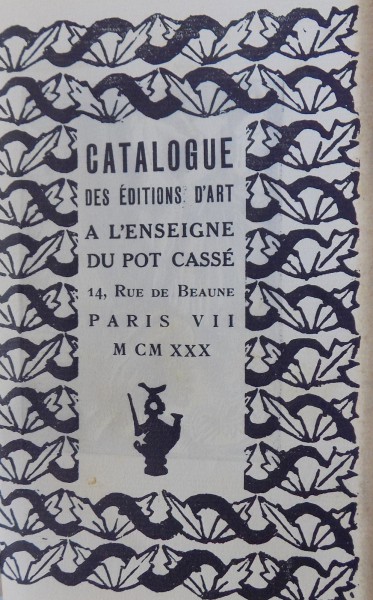 CATALOGUE
DES ÉDITIONS D'ART
A L'ENSEIGNE
DU POT CASSÉ
14, RUE DE BEAUNE
PARIS VII
M CM XXX